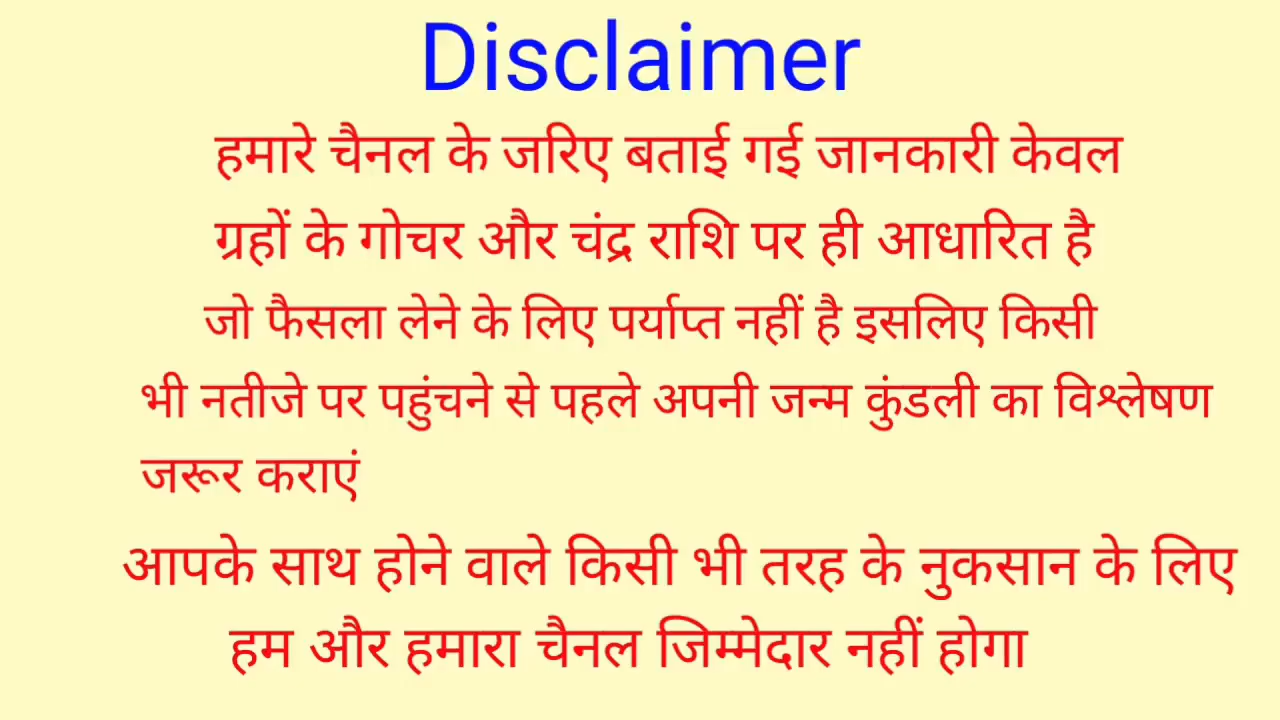 Disclaimer
हमारे चैनल के जरिए बताई गई जानकारी केवल
ग्रहों के गोचर और चंद्र राशि पर ही आधारित है
जो फैसला लेने के लिए पर्याप्त नहीं है इसलिए किसी
भी नतीजे पर पहुंचने से पहले अपनी जन्म कुंडली का विश्लेषण
जरूर कराएं
आपके साथ होने वाले किसी भी तरह के नुकसान के लिए
हम और हमारा चैनल जिम्मेदार नहीं होगा